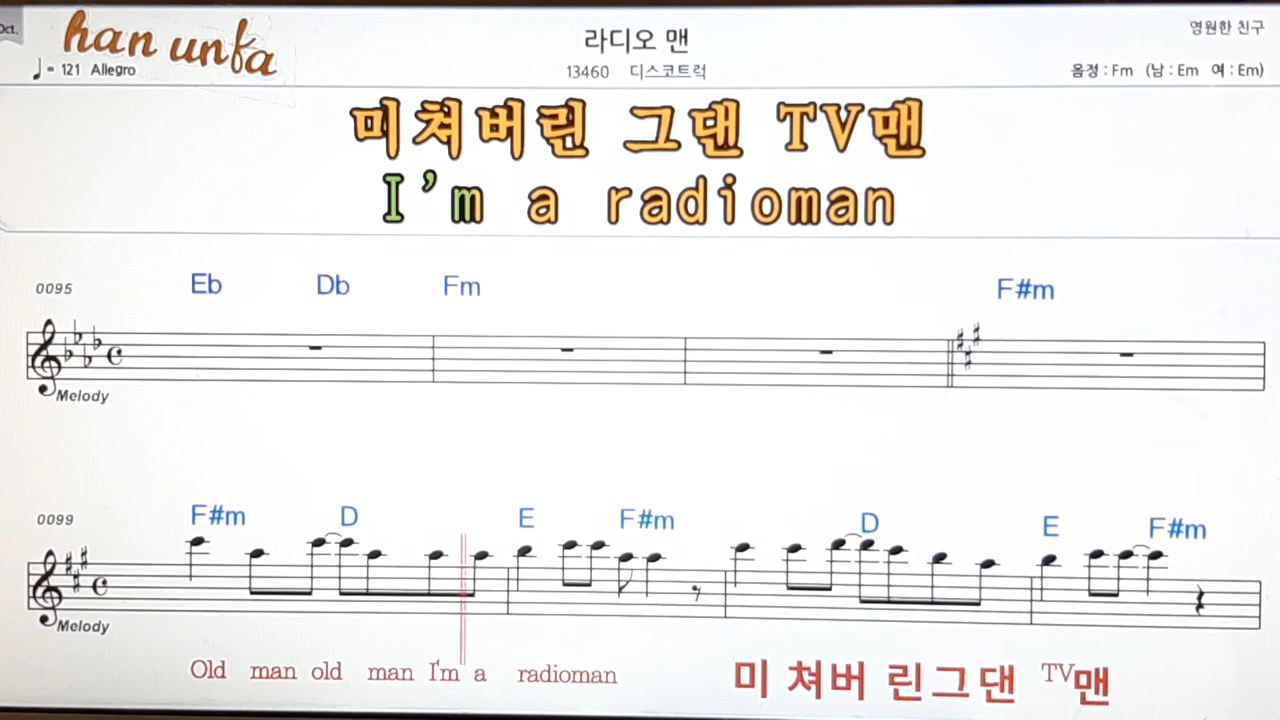 Oct.
han unfa
라디오 맨
영원한 친구
♩= 121 Allegro
13460 디스코트럭
음정 : Fm (남 : Em 여 : Em)
미쳐버린 그댄 TV맨
I'm a radioman
0095 Eb Db Fm F#m
Melody
0099 F#m D E F#m D E F#m
Melody
Old man old man I'm a radioman 미 쳐버 린그댄 TV맨